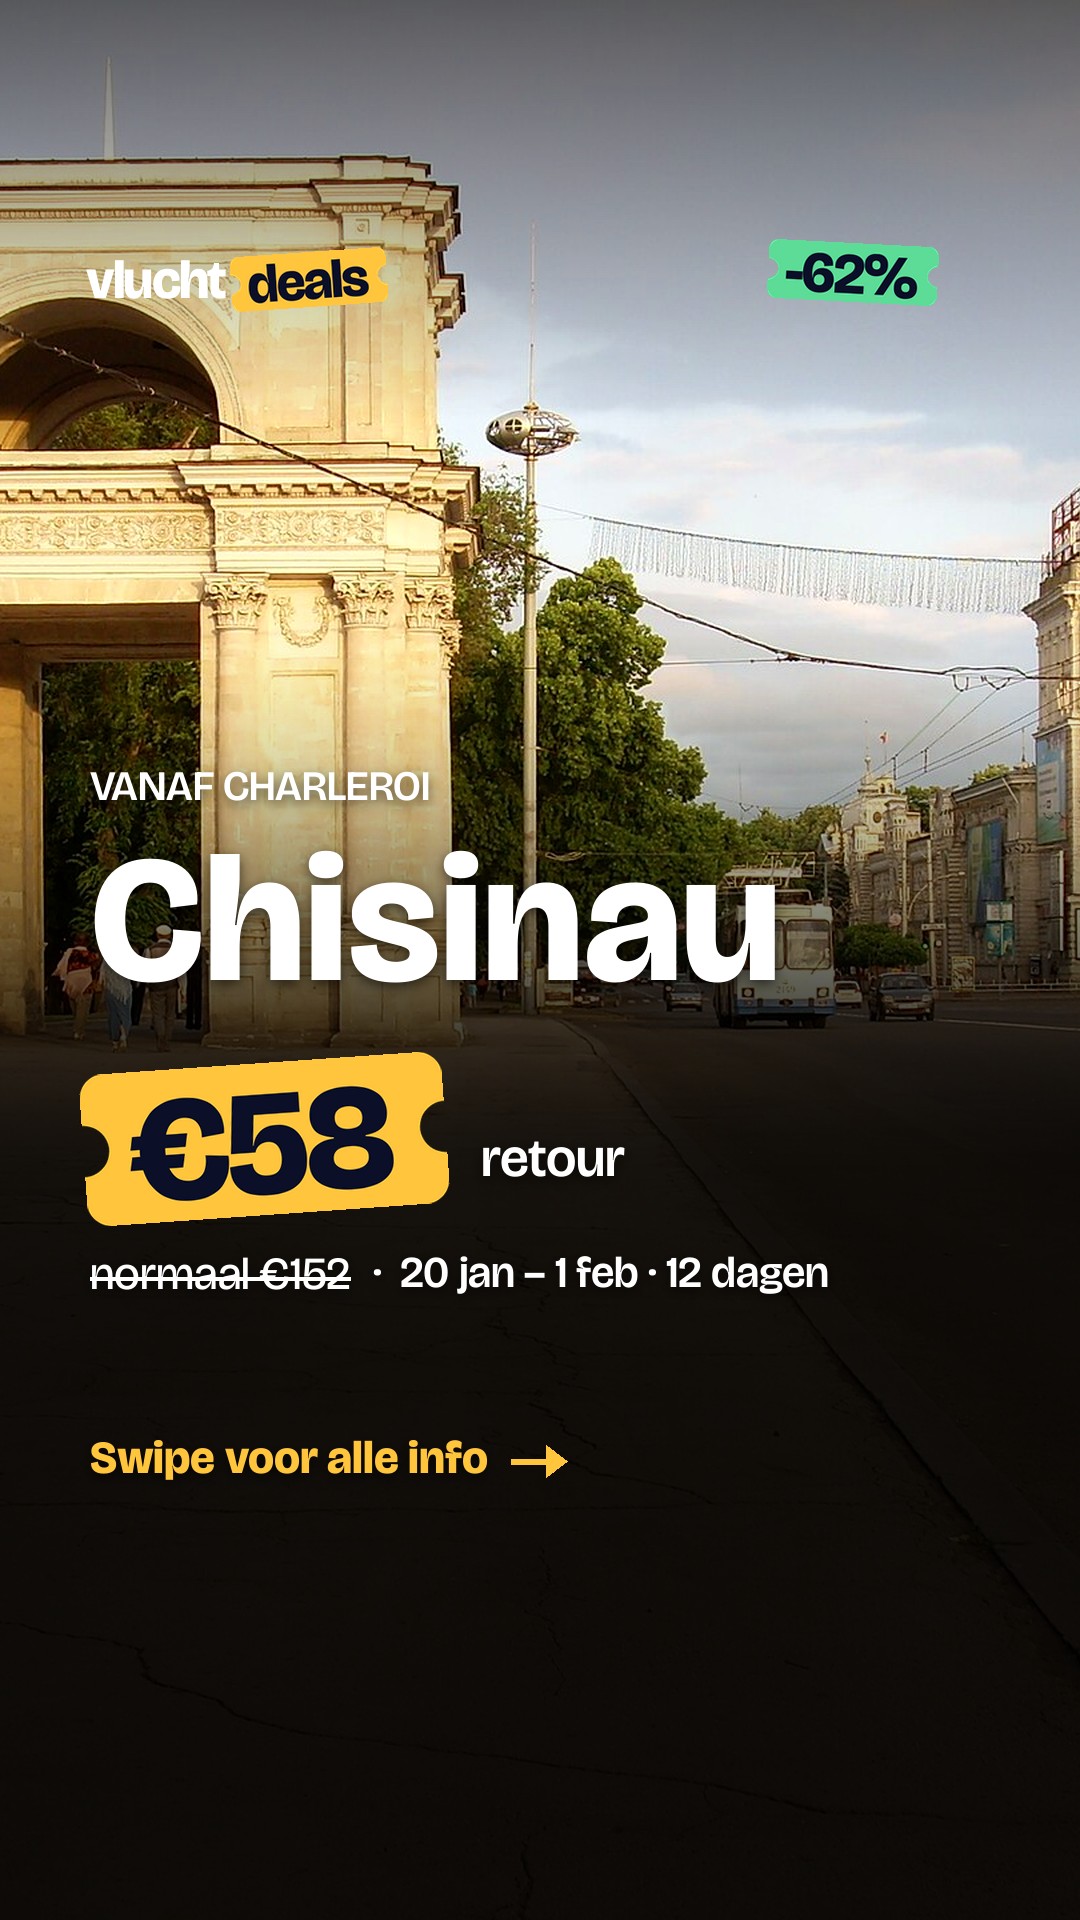 vlucht deals
-62%
VANAF CHARLEROI
Chisinau
€58 retour
normaal €152 · 20 jan – 1 feb · 12 dagen
Swipe voor alle info →